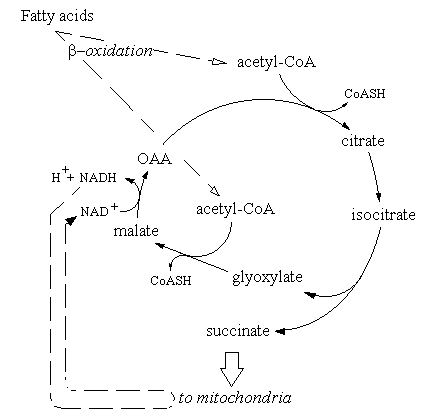 Fatty acids
β–oxidation
acetyl-CoA
CoASH
citrate
OAA
H++ NADH
NAD+
acetyl-CoA
isocitrate
malate
CoASH
glyoxylate
succinate
to mitochondria